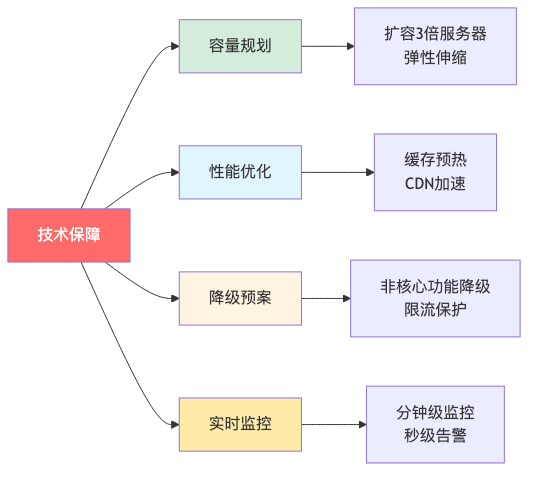 技术保障
容量规划
扩容3倍服务器
弹性伸缩
性能优化
缓存预热
CDN加速
降级预案
非核心功能降级
限流保护
实时监控
分钟级监控
秒级告警